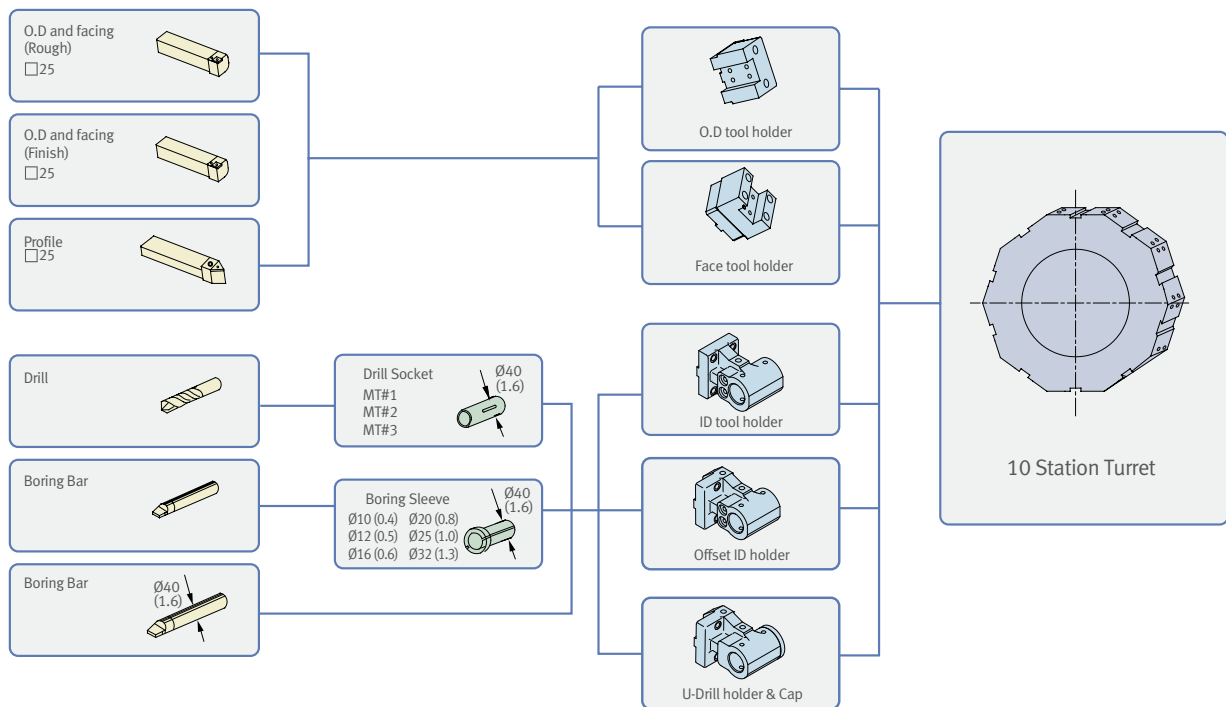 O.D and facing
(Rough)
□25
O.D and facing
(Finish)
□25
Profile
□25
Drill
Boring Bar
Boring Bar
Ø40
(1.6)
Drill Socket
MT#1
MT#2
MT#3
Ø40
(1.6)
Boring Sleeve
Ø10 (0.4) Ø20 (0.8)
Ø12 (0.5) Ø25 (1.0)
Ø16 (0.6) Ø32 (1.3)
Ø40
(1.6)
O.D tool holder
Face tool holder
ID tool holder
Offset ID holder
U-Drill holder & Cap
10 Station Turret